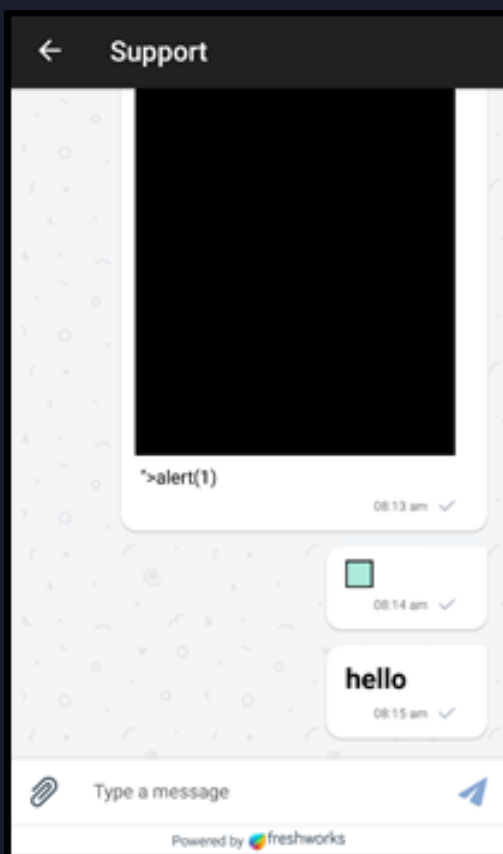 Support
">alert(1)
08:13 am
08:14 am
hello
08:15 am
Type a message
Powered by freshworks